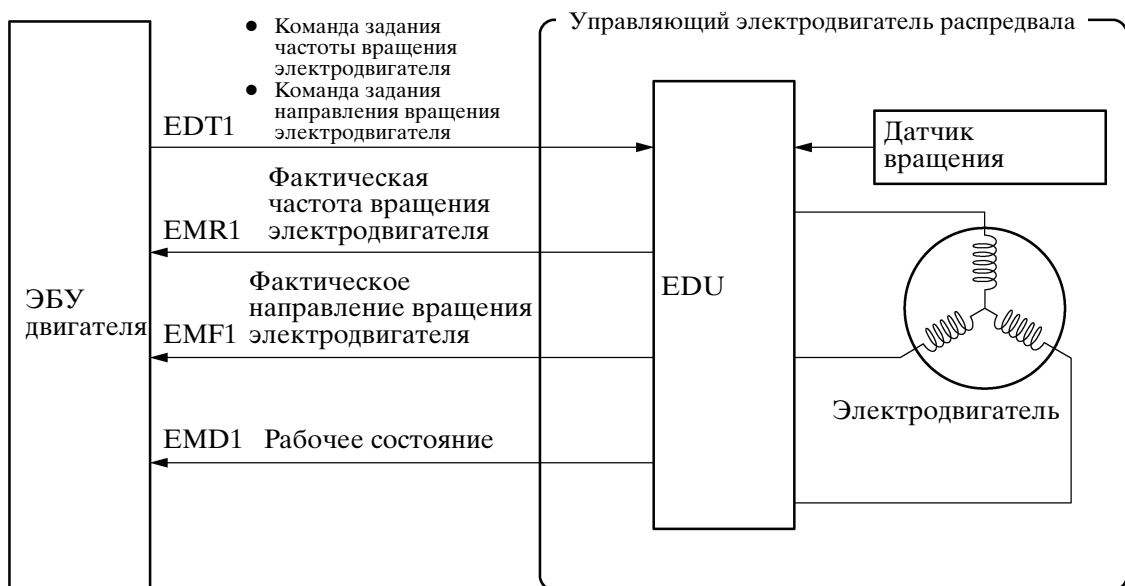 Управляющий электродвигатель распредвала
● Команда задания
частоты вращения
электродвигателя
● Команда задания
направления вращения
электродвигателя
EDT1
Датчик
вращения
Фактическая
частота вращения
электродвигателя
EMR1
ЭБУ
двигателя
EDU
Фактическое
направление вращения
электродвигателя
EMF1
Электродвигатель
EMD1 Рабочее состояние